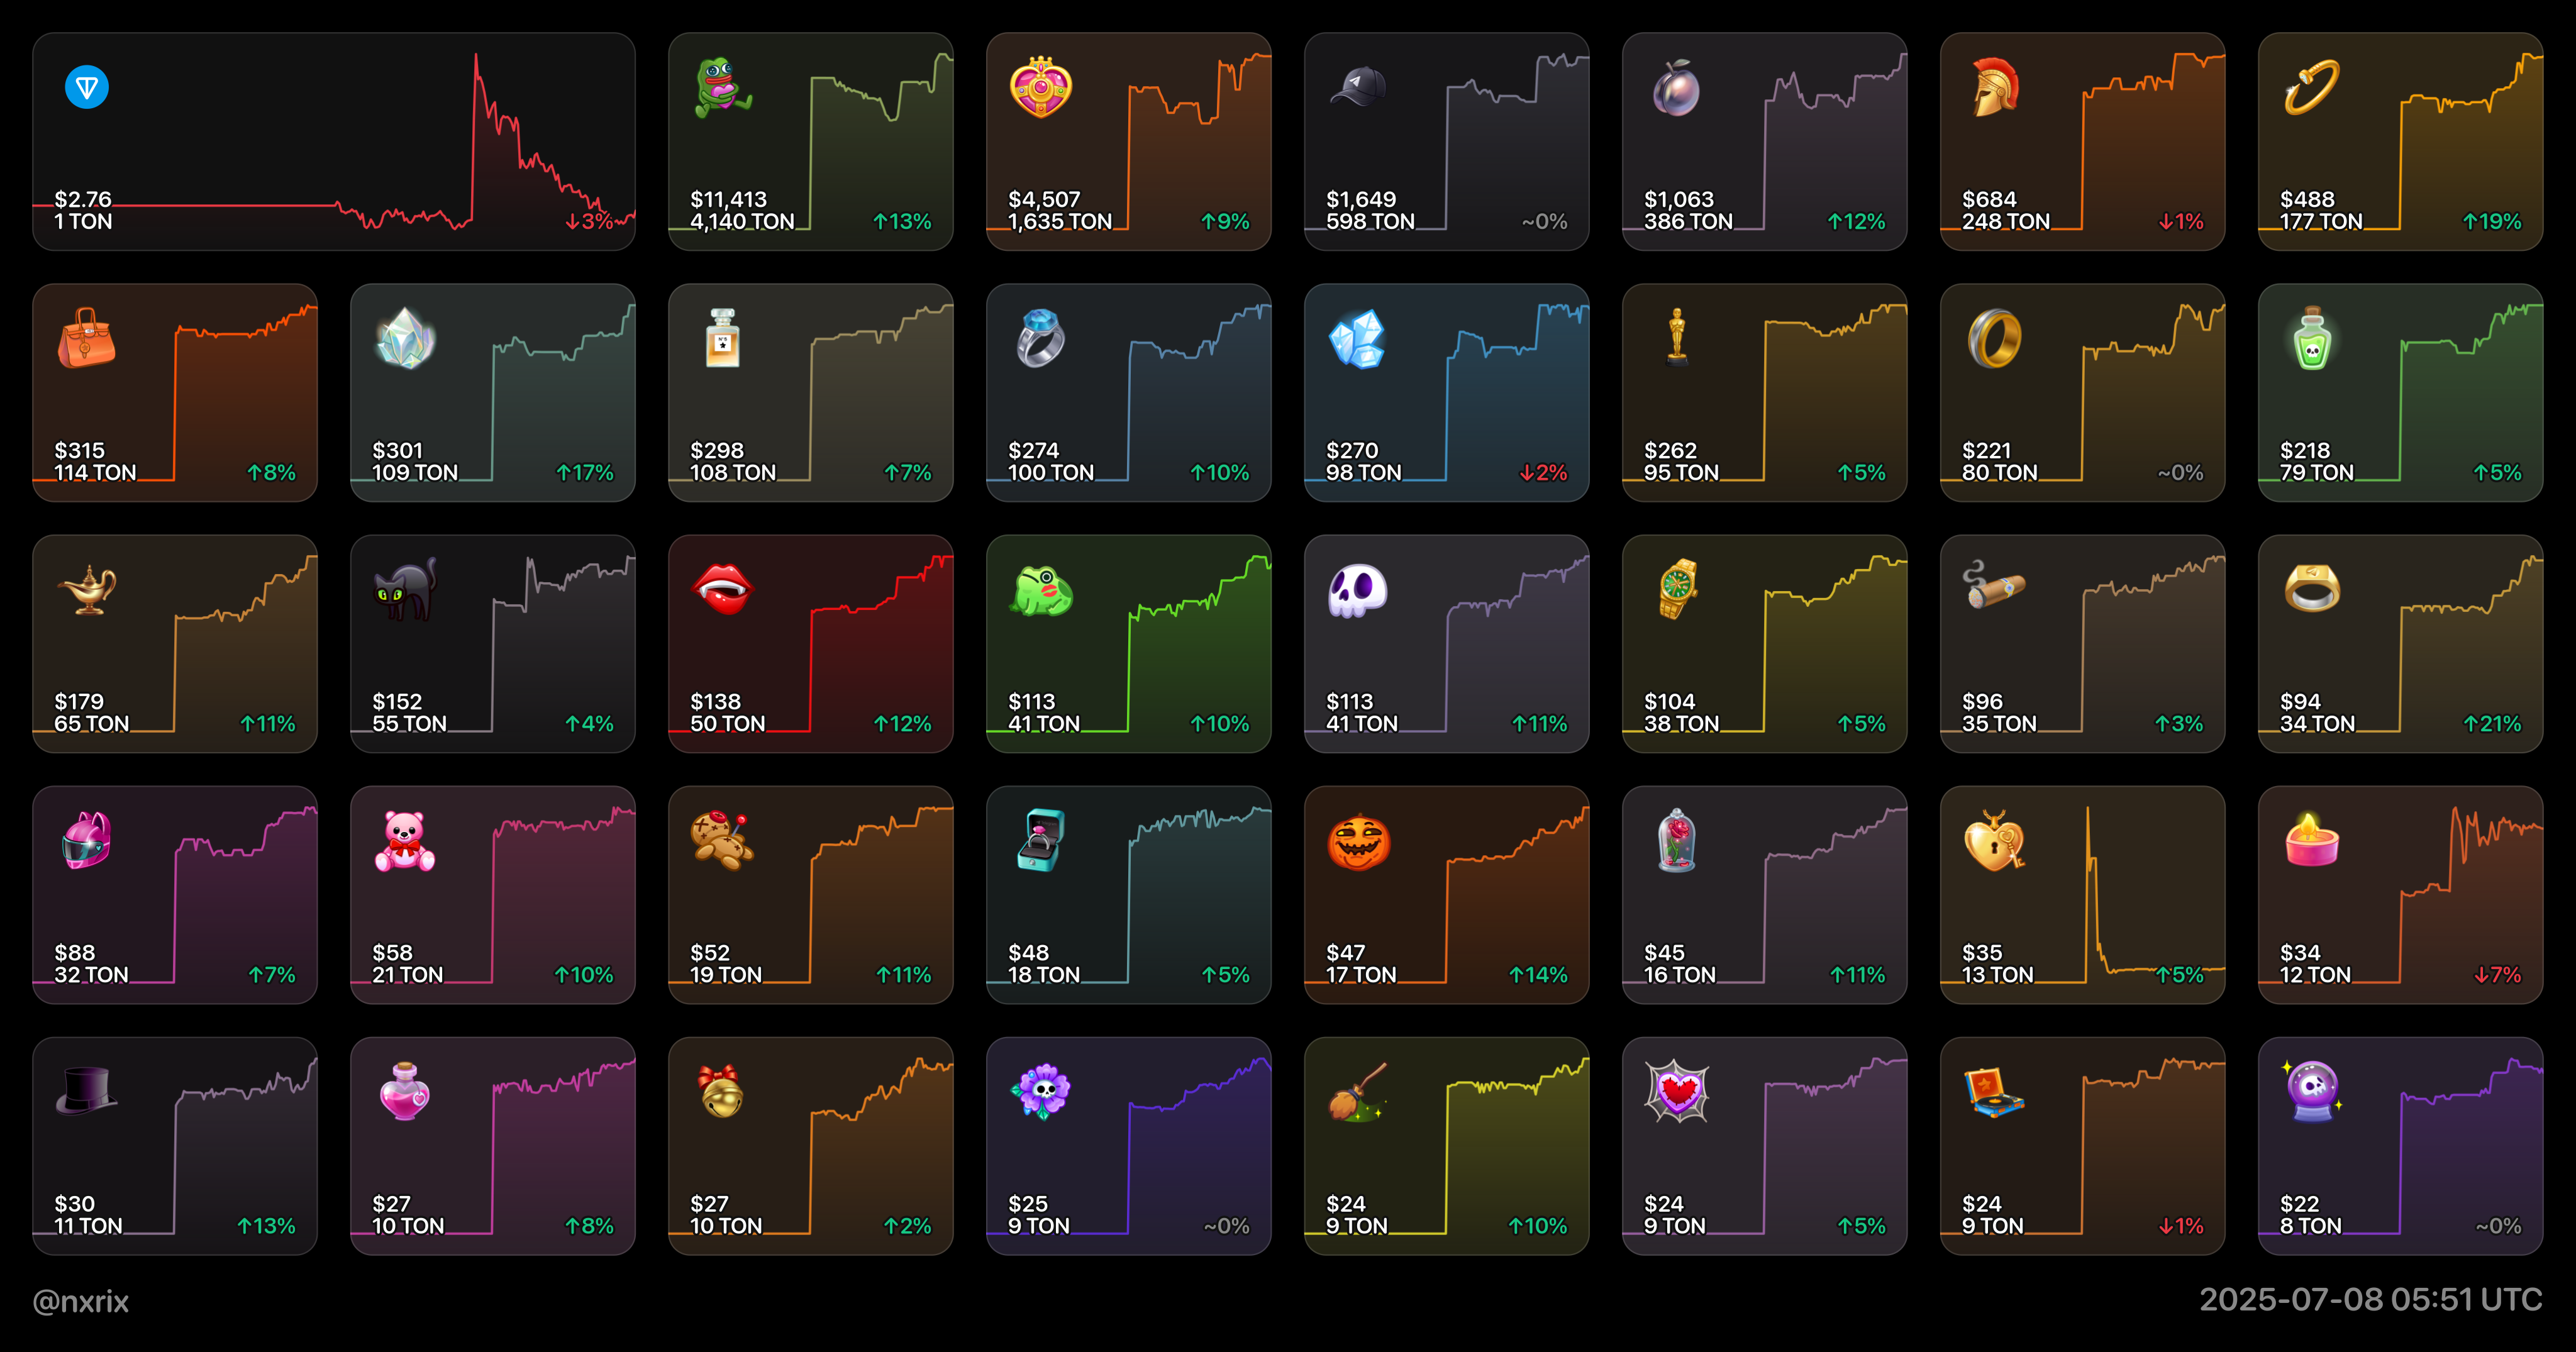 $2.76
1 TON
↓3%
$11,413
4,140 TON
↑13%
$4,507
1,635 TON
↑9%
$1,649
598 TON
~0%
$1,063
386 TON
↑12%
$684
248 TON
↓1%
$488
177 TON
↑19%
$315
114 TON
↑8%
$301
109 TON
↑17%
$298
108 TON
↑7%
$274
100 TON
↑10%
$270
98 TON
↓2%
$262
95 TON
↑5%
$221
80 TON
~0%
$218
79 TON
↑5%
$179
65 TON
↑11%
$152
55 TON
↑4%
$138
50 TON
↑12%
$113
41 TON
↑10%
$113
41 TON
↑11%
$104
38 TON
↑5%
$96
35 TON
↑3%
$94
34 TON
↑21%
$88
32 TON
↑7%
$58
21 TON
↑10%
$52
19 TON
↑11%
$48
18 TON
↑5%
$47
17 TON
↑14%
$45
16 TON
↑11%
$35
13 TON
↑5%
$34
12 TON
↓7%
$30
11 TON
↑13%
$27
10 TON
↑8%
$27
10 TON
↑2%
$25
9 TON
~0%
$24
9 TON
↑10%
$24
9 TON
↑5%
$24
9 TON
↓1%
$22
8 TON
~0%
@nxrix
2025-07-08 05:51 UTC